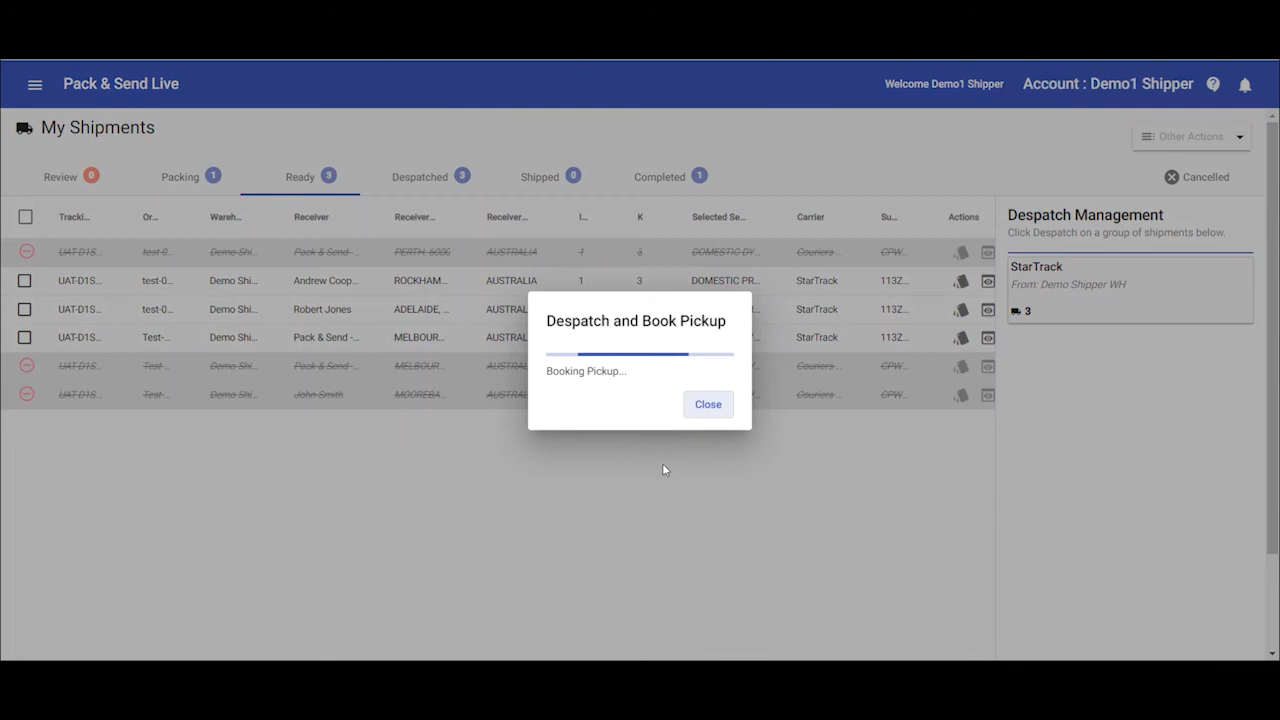 Pack & Send Live
Welcome Demo1 Shipper
Account : Demo1 Shipper
My Shipments
Other Actions
Review 0
Packing 1
Ready 3
Despatched 3
Shipped 0
Completed 1
Cancelled
Tracki... Or... Wareh... Receiver Receiver... Receiver... I... K Selected Se... Carrier Su... Actions
UAT-D1S... test-0... Demo Shi... Pack & Send -... PERTH, 6000 AUSTRALIA 1 3 DOMESTIC DY... Couriers ... CPW...
UAT-D1S... test-0... Demo Shi... Andrew Coop... ROCKHAM... AUSTRALIA 1 3 DOMESTIC PR... StarTrack 113Z...
UAT-D1S... test-0... Demo Shi... Robert Jones ADELAIDE, ... AUSTRA StarTrack 113Z...
UAT-D1S... Test-... Demo Shi... Pack & Send -... MELBOUR... AUSTRA StarTrack 113Z...
UAT-D1S... Test-... Demo Shi... Pack & Send -... MELBOUR... AUSTRA Couriers ... CPW...
UAT-D1S... Test-... Demo Shi... John Smith MOOREBA... AUSTRA Couriers ... CPW...
Despatch Management
Click Despatch on a group of shipments below.
StarTrack
From: Demo Shipper WH
3
Despatch and Book Pickup
Booking Pickup...
Close